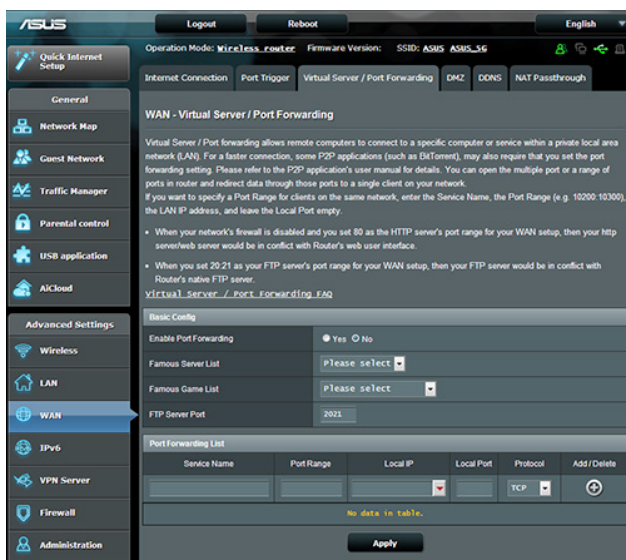 ASUS
Logout
Reboot
English
Quick Internet Setup
Operation Mode: Wireless router Firmware Version: SSID: ASUS ASUS_5G
Internet Connection
Port Trigger
Virtual Server / Port Forwarding
DMZ
DDNS
NAT Passthrough
General
Network Map
Guest Network
Traffic Manager
Parental control
USB application
AiCloud
Advanced Settings
Wireless
LAN
WAN
IPv6
VPN Server
Firewall
Administration
WAN - Virtual Server / Port Forwarding
Virtual Server / Port forwarding allows remote computers to connect to a specific computer or service within a private local area
network (LAN). For a faster connection, some P2P applications (such as BitTorrent), may also require that you set the port
forwarding setting. Please refer to the P2P application's user manual for details. You can open the multiple port or a range of
ports in router and redirect data through those ports to a single client on your network.
If you want to specify a Port Range for clients on the same network, enter the Service Name, the Port Range (e.g. 10200:10300),
the LAN IP address, and leave the Local Port empty.
• When your network's firewall is disabled and you set 80 as the HTTP server's port range for your WAN setup, then your http
server/web server would be in conflict with Router's web user interface.
• When you set 20:21 as your FTP server's port range for your WAN setup, then your FTP server would be in conflict with
Router's native FTP server.
Virtual Server / Port Forwarding FAQ
Basic Config
Enable Port Forwarding Yes No
Famous Server List Please select
Famous Game List Please select
FTP Server Port 2021
Port Forwarding List
Service Name Port Range Local IP Local Port Protocol Add / Delete
TCP
No data in table.
Apply